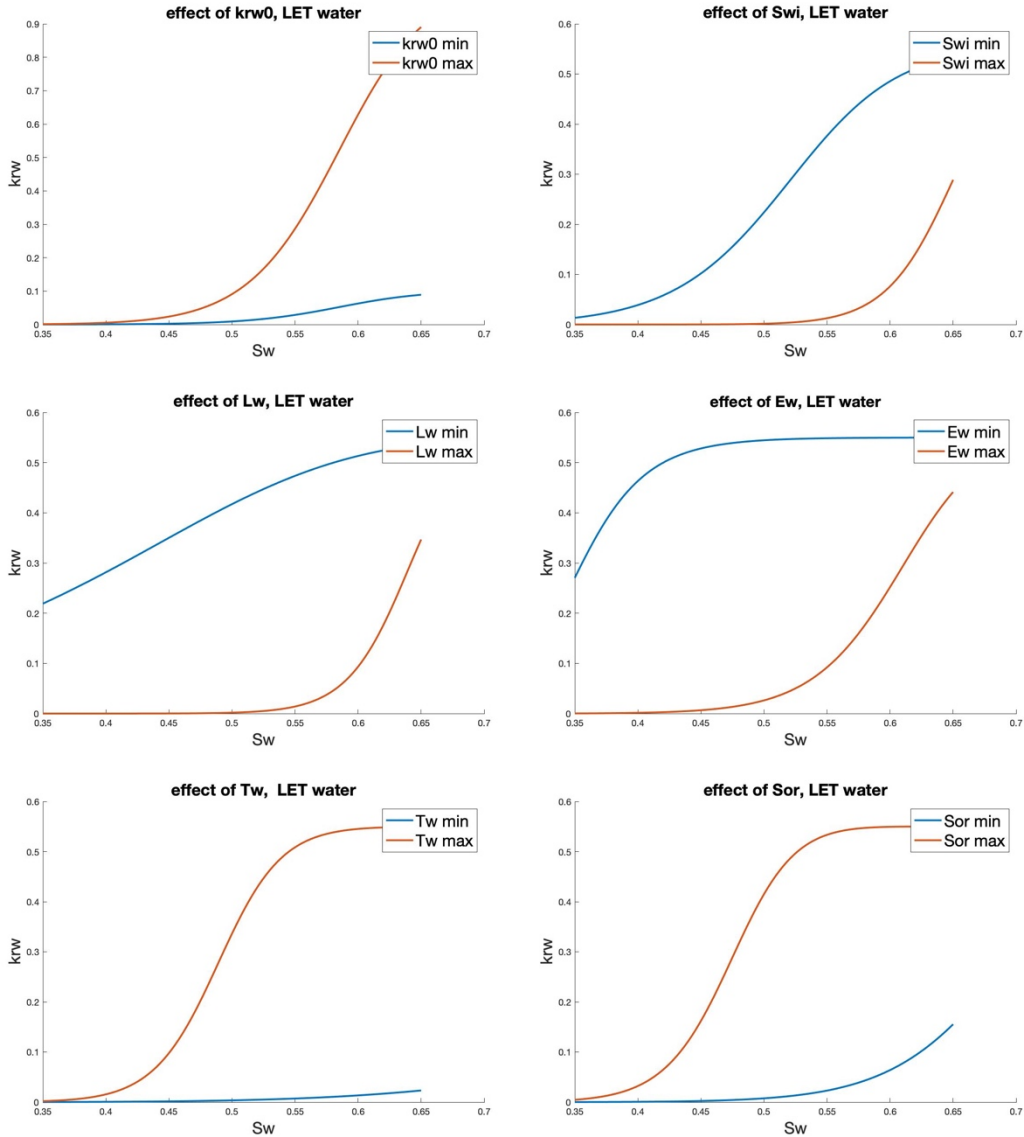 effect of krw0, LET water
krw
0.9
0.8
0.7
0.6
0.5
0.4
0.3
0.2
0.1
0
krw0 min
krw0 max
0.35 0.4 0.45 0.5 0.55 0.6 0.65 0.7
Sw
effect of Swi, LET water
krw
0.6
0.5
0.4
0.3
0.2
0.1
0
Swi min
Swi max
0.35 0.4 0.45 0.5 0.55 0.6 0.65 0.7
Sw
effect of Lw, LET water
krw
0.6
0.5
0.4
0.3
0.2
0.1
0
Lw min
Lw max
0.35 0.4 0.45 0.5 0.55 0.6 0.65 0.7
Sw
effect of Ew, LET water
krw
0.6
0.5
0.4
0.3
0.2
0.1
0
Ew min
Ew max
0.35 0.4 0.45 0.5 0.55 0.6 0.65 0.7
Sw
effect of Tw, LET water
krw
0.6
0.5
0.4
0.3
0.2
0.1
0
Tw min
Tw max
0.35 0.4 0.45 0.5 0.55 0.6 0.65 0.7
Sw
effect of Sor, LET water
krw
0.6
0.5
0.4
0.3
0.2
0.1
0
Sor min
Sor max
0.35 0.4 0.45 0.5 0.55 0.6 0.65 0.7
Sw